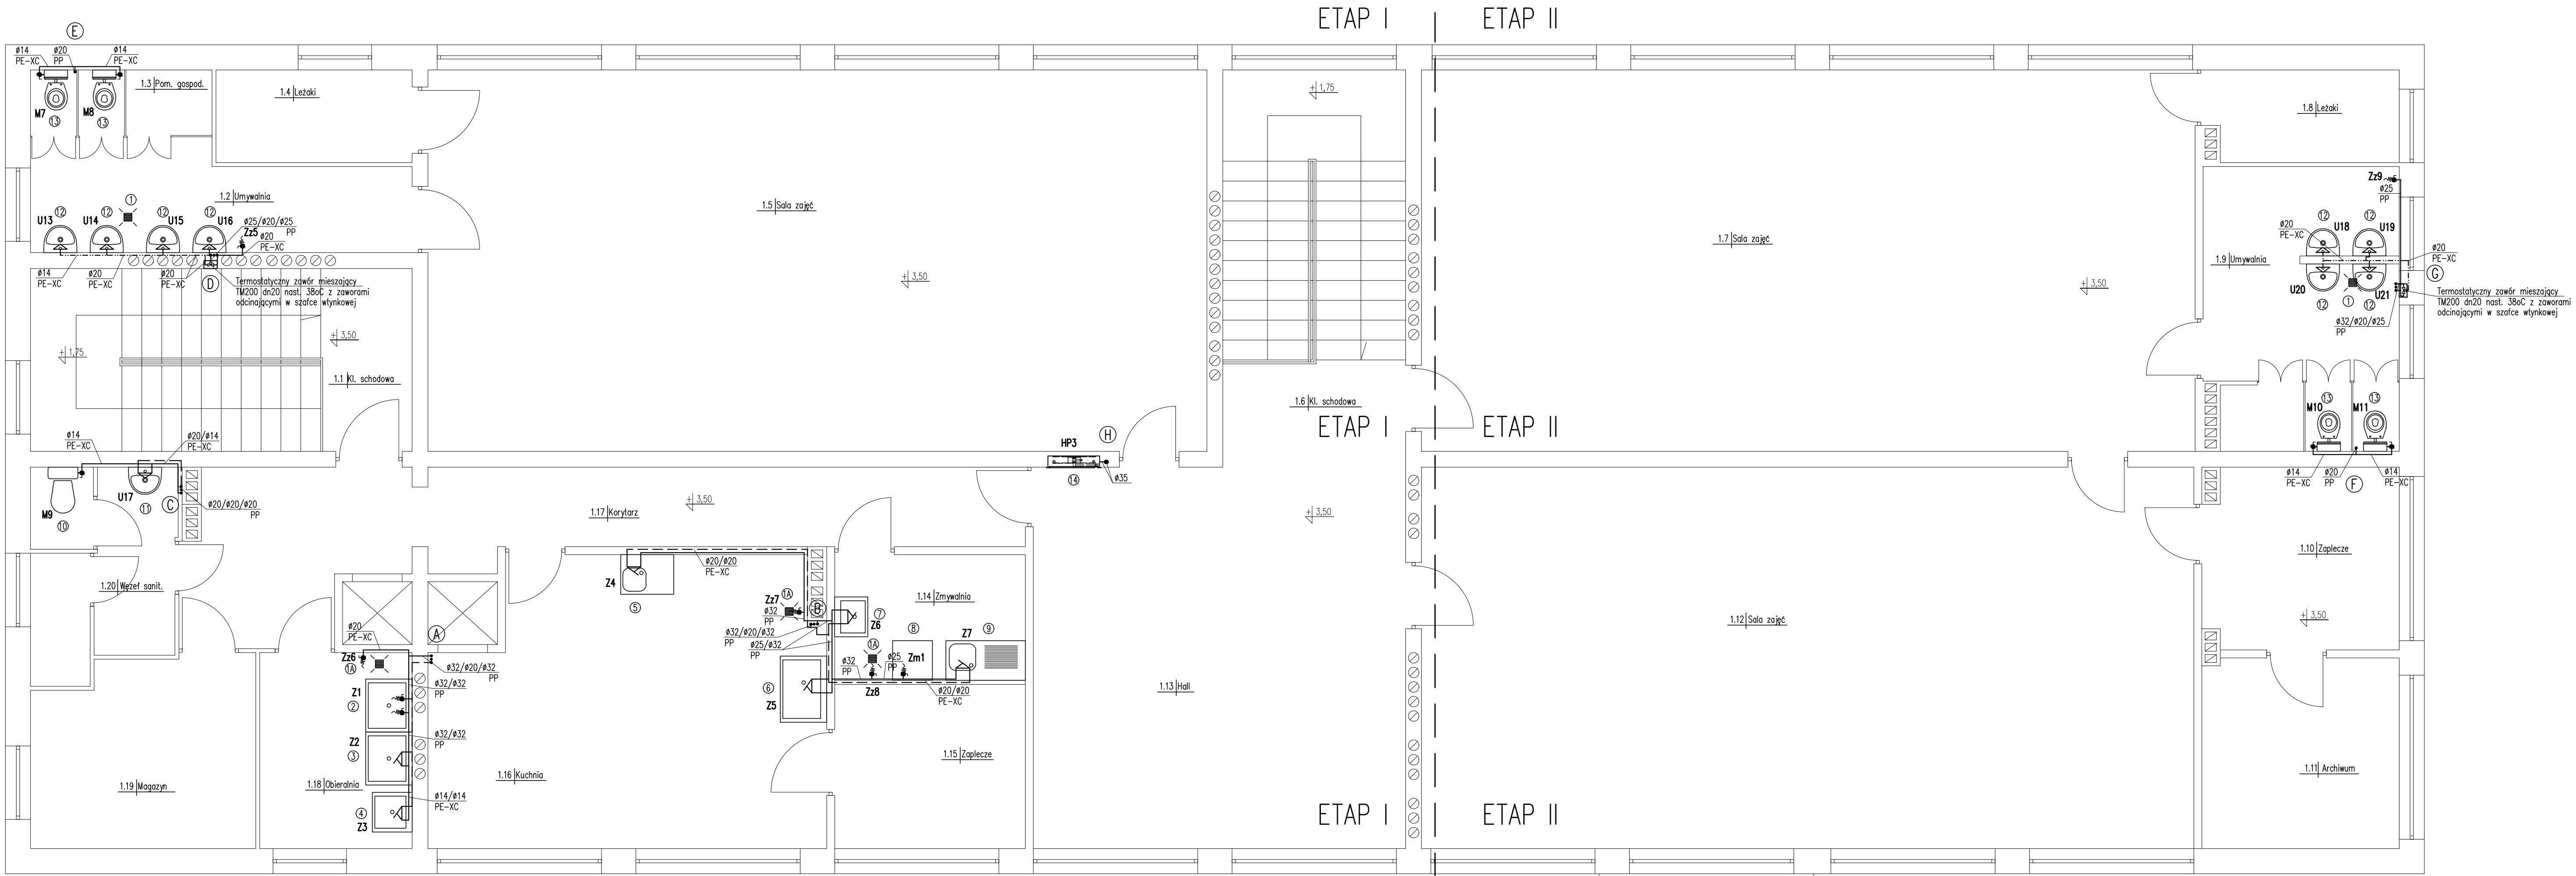 ETAP I
ETAP II
E
ø14
PE-XC
ø20
PP
ø14
PE-XC
M7
M8
13
13
1.3 Pom. gospod.
1.4 Leżaki
+ 1,75
1.8 Leżaki
1.2 Umywalnia
1
12
12
12
12
U13
U14
U15
U16
ø25/ø20/ø25
PP
Zz5
ø20
PE-XC
ø14
PE-XC
ø20
PE-XC
ø20
PE-XC
D
Termostatyczny zawór mieszający
TM200 dn20 nast. 38oC z zaworami
odcinającymi w szafce wtynkowej
1.5 Sala zajęć
+ 3,50
1.7 Sala zajęć
+ 3,50
Zz9
ø25
PP
12
12
ø20
PE-XC
U18
U19
ø20
PE-XC
G
1.9 Umywalnia
U20
U21
12
1
12
ø32/ø20/ø25
PP
Termostatyczny zawór mieszający
TM200 dn20 nast. 38oC z zaworami
odcinającymi w szafce wtynkowej
+ 3,50
+ 1,75
1.1 Kl. schodowa
1.6 Kl. schodowa
ETAP I
ETAP II
13
13
M10
M11
ø14
PE-XC
ø20
PP
ø14
PE-XC
F
ø14
PE-XC
ø20/ø14
PE-XC
HP3
H
14
ø35
U17
C
M9
10
11
ø20/ø20/ø20
PP
1.17 Korytarz
+ 3,50
+ 3,50
1.10 Zaplecze
+ 3,50
1.20 Węzeł sanit.
Z4
5
ø20/ø20
PE-XC
1A
Zz7
ø32
PP
B
7
Z6
1.14 Zmywalnia
8
Z7
9
A
ø20
PE-XC
Zz6
1A
ø32/ø20/ø32
PP
ø32/ø20/ø32
PP
ø25/ø32
PP
1A
ø32
PP
ø25
PP
Zm1
Zz8
ø20/ø20
PE-XC
1.12 Sala zajęć
Z1
2
ø32/ø32
PP
6
Z5
1.13 Hall
Z2
3
ø32/ø32
PP
1.15 Zaplecze
1.19 Magazyn
1.18 Obieralnia
1.16 Kuchnia
1.11 Archiwum
ø14/ø14
PE-XC
4
Z3
ETAP I
ETAP II